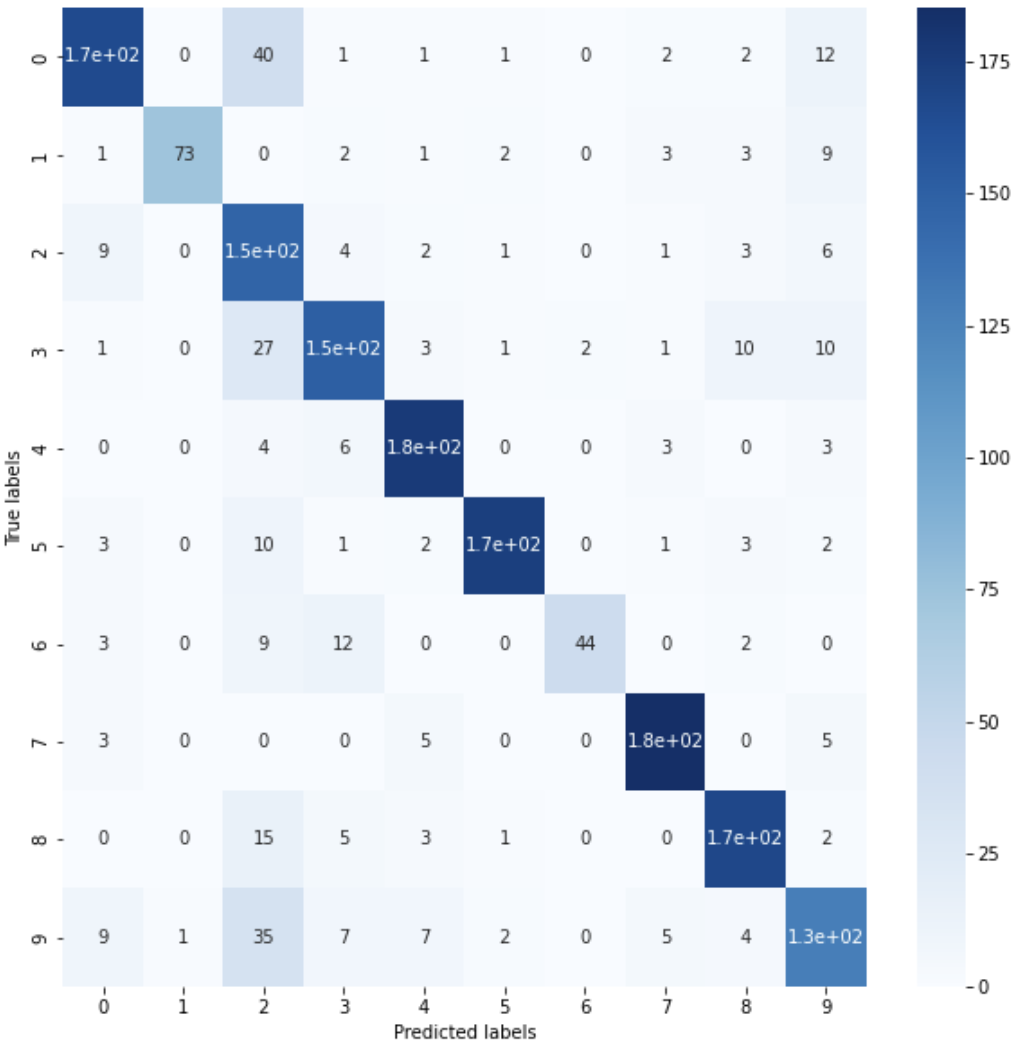 0 1.7e+02 0 40 1 1 1 0 2 2 12
1 1 73 0 2 1 2 0 3 3 9
2 9 0 1.5e+02 4 2 1 0 1 3 6
3 1 0 27 1.5e+02 3 1 2 1 10 10
4 0 0 4 6 1.8e+02 0 0 3 0 3
5 3 0 10 1 2 1.7e+02 0 1 3 2
6 3 0 9 12 0 0 44 0 2 0
7 3 0 0 0 5 0 0 1.8e+02 0 5
8 0 0 15 5 3 1 0 0 1.7e+02 2
9 9 1 35 7 7 2 0 5 4 1.3e+02
0 1 2 3 4 5 6 7 8 9
Predicted labels
True labels
175
150
125
100
75
50
25
0